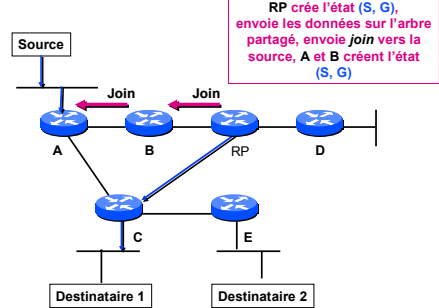 RP crée l'état (S, G),
envoie les données sur l'arbre
partagé, envoie join vers la
source, A et B créent l'état
(S, G)
Source
Join
Join
A
B
RP
D
C
E
Destinataire 1
Destinataire 2